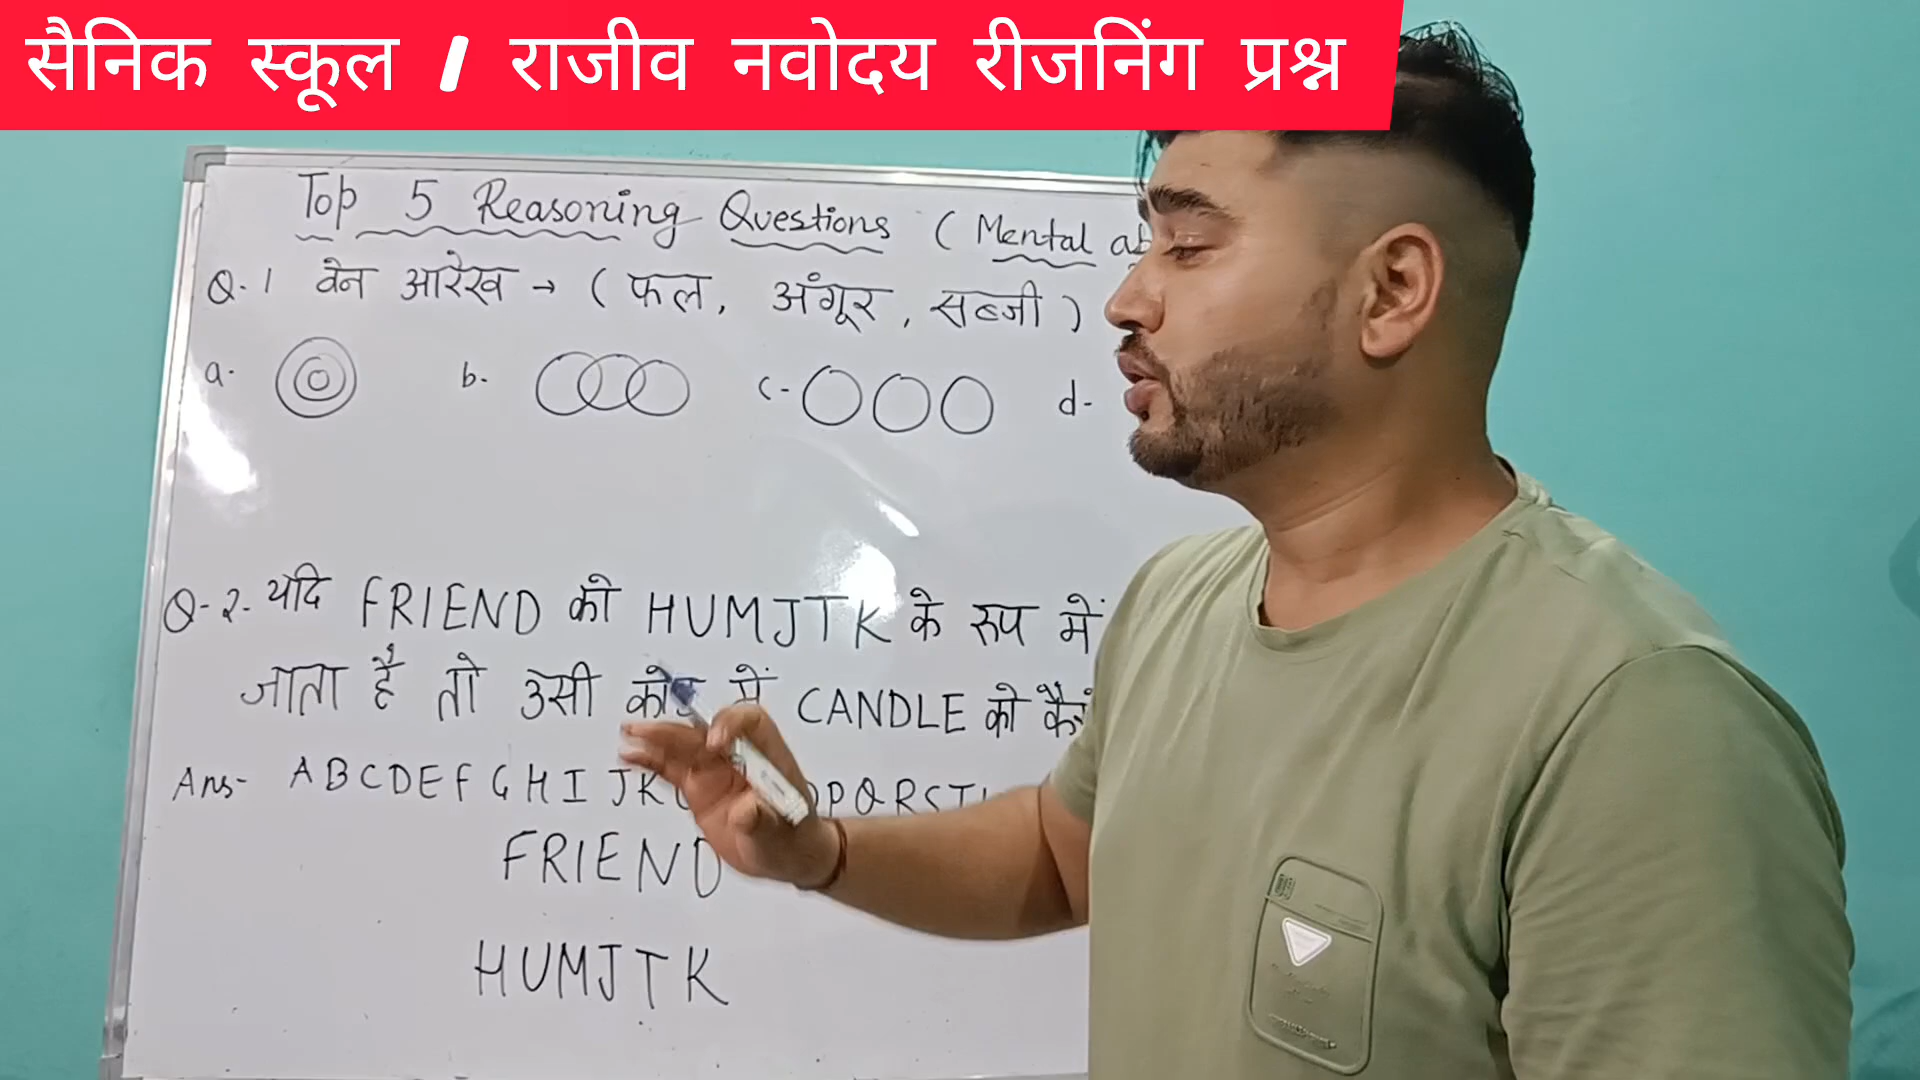 सैनिक स्कूल / राजीव नवोदय रीजनिंग प्रश्न
Top 5 Reasoning Questions ( Mental ab
Q. 1 वेन आरेख → ( फल, अंगूर, सब्जी )
a- b- c- d-
Q- 2- यदि FRIEND को HUMJTK के रूप में
जाता है तो उसी में CANDLE को
Ans- A B C D E F G H I J K P Q R S T
FRIEND
HUMJTK